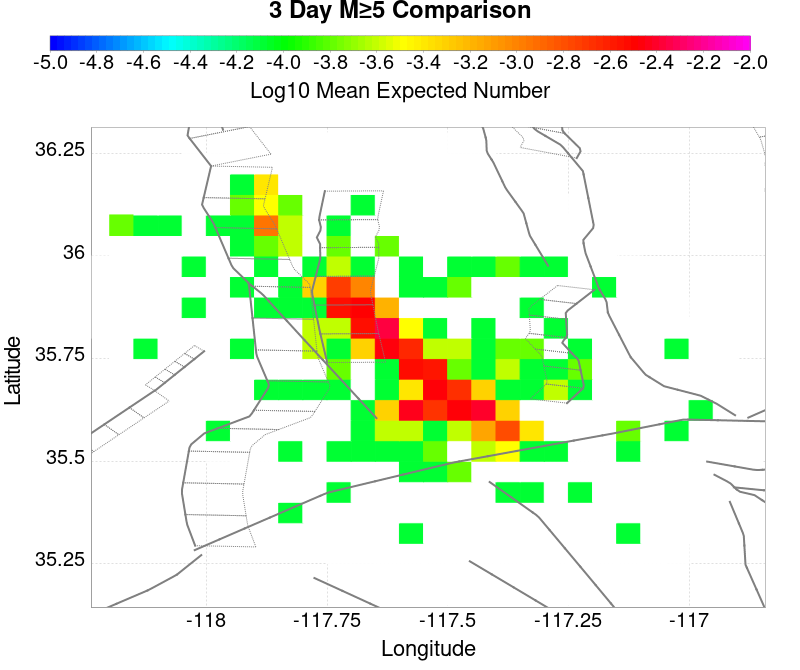 3 Day M≥5 Comparison
-5.0 -4.8 -4.6 -4.4 -4.2 -4.0 -3.8 -3.6 -3.4 -3.2 -3.0 -2.8 -2.6 -2.4 -2.2 -2.0
Log10 Mean Expected Number
36.25
36
35.75
35.5
35.25
Latitude
-118 -117.75 -117.5 -117.25 -117
Longitude